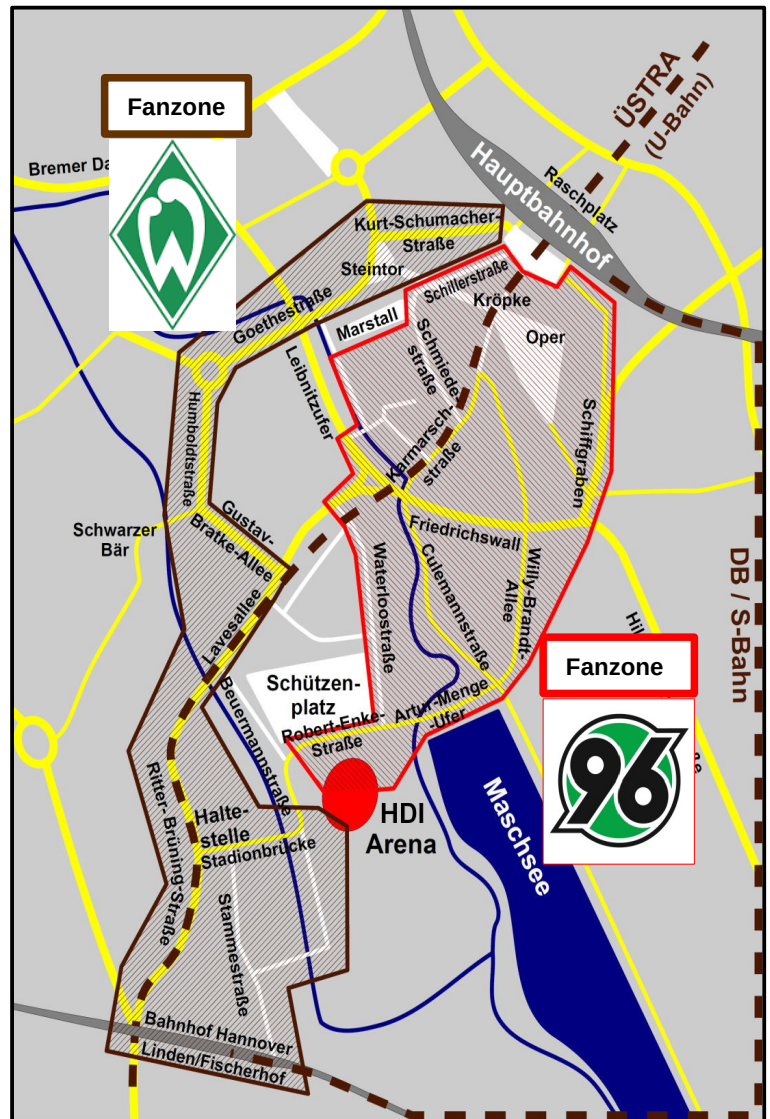 Fanzone
ÜSTRA
(U-Bahn)
Bremer Da
Hauptbahnhof
Raschplatz
Kurt-Schumacher-
Straße
Steintor
Schillerstraße
Kröpke
Goethestraße
Marstall
Oper
Schmiede-
straße
Leibnitzufer
Humboldtstraße
Karmarsch-
straße
Schiffgraben
Gustav-
Bratke-Allee
Schwarzer
Bär
Friedrichswall
Waterloostraße
Culemannstraße
Willy-Brandt-
Allee
DB / S-Bahn
Lavesallee
Hil
ße
Fanzone
96
Schützen-
platz
Beuermannstraße
Robert-Enke-
Straße
Artur-Menge
-Ufer
Ritter-Brüning-Straße
Halte-
stelle
Stadionbrücke
HDI
Arena
Maschsee
Stammestraße
Bahnhof Hannover
Linden/Fischerhof